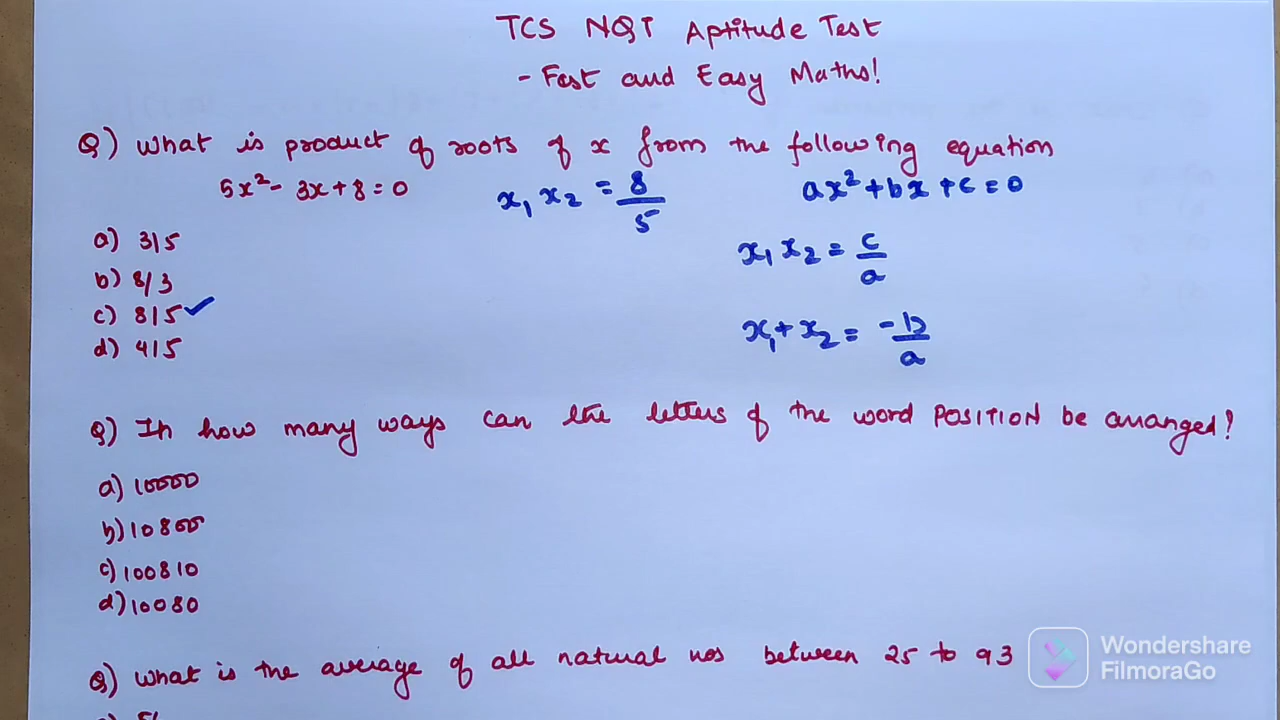 TCS NQT Aptitude Test
- Fast and Easy Maths!
Q) What is product of roots of x from the following equation
5x² - 3x + 8 = 0
x₁ x₂ = 8/5
ax² + bx + c = 0
a) 3/5
b) 8/3
c) 8/5 ✓
d) 4/5
x₁ x₂ = c/a
x₁ + x₂ = -b/a
Q) In how many ways can the letters of the word POSITION be arranged?
a) 10000
b) 10800
c) 100810
d) 10080
Q) What is the average of all natural nos between 25 to 93
Wondershare
FilmoraGo